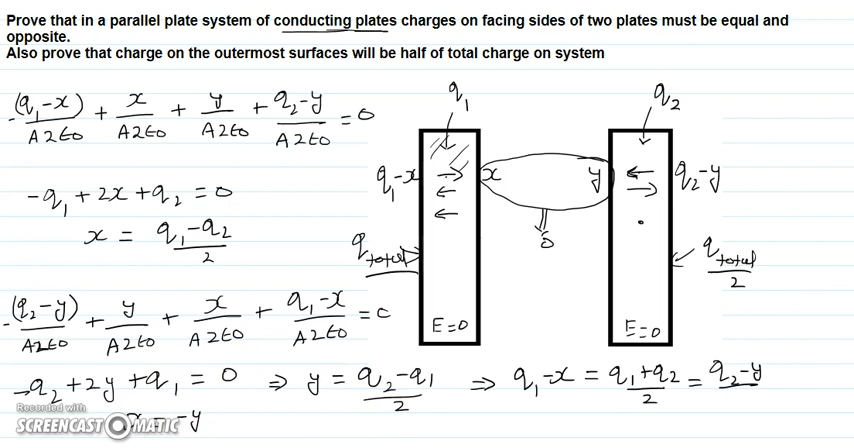 Prove that in a parallel plate system of conducting plates charges on facing sides of two plates must be equal and
opposite.
Also prove that charge on the outermost surfaces will be half of total charge on system
-(q₁-x)/A2ε0 + x/A2ε0 + y/A2ε0 + q₂-y/A2ε0 = 0
-q₁ + 2x + q₂ = 0
x = q₁-q₂/2
-(q₂-y)/A2ε0 + y/A2ε0 + x/A2ε0 + q₁-x/A2ε0 = 0
-q₂ + 2y + q₁ = 0 ⇒ y = q₂-q₁/2 ⇒ q₁-x = q₁+q₂/2 = q₂-y
x = -y
q₁
q₂
q₁-x
x
y
q₂-y
0
q total
q total/2
E=0
E=0
Recorded with
SCREENCAST MATIC